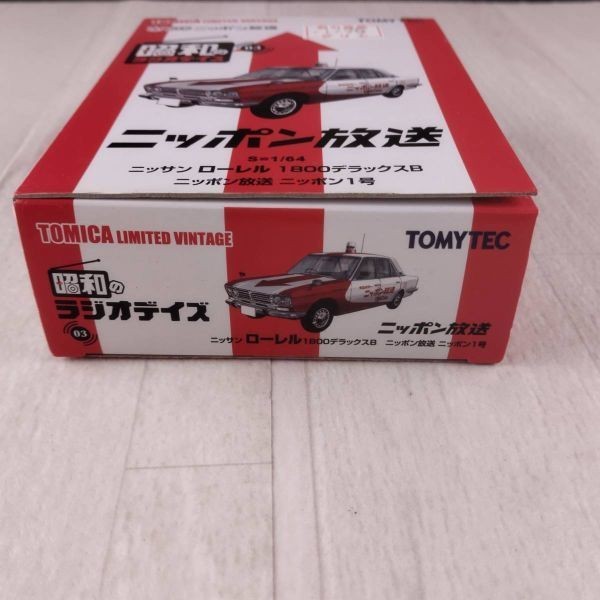 TOMY TEC
昭和の
ラジオデイズ
03
ニッポン放送
S=1/64
ニッサン ローレル 1800デラックスB
ニッポン放送 ニッポン1号
TOMICA LIMITED VINTAGE
TOMYTEC
昭和の
ラジオデイズ
03
ニッポン放送
ニッサン ローレル 1800デラックスB ニッポン放送 ニッポン1号